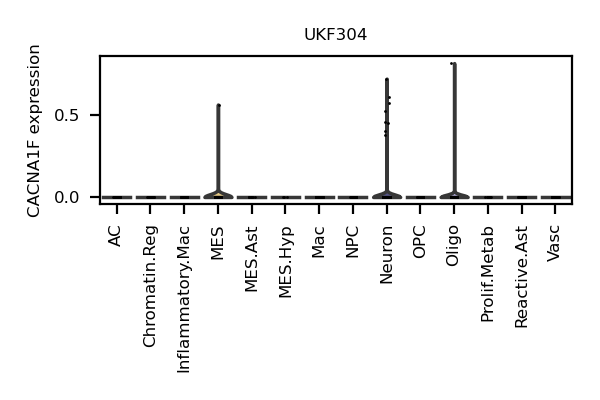 UKF304
CACNA1F expression
0.5
0.0
AC
Chromatin.Reg
Inflammatory.Mac
MES
MES.Ast
MES.Hyp
Mac
NPC
Neuron
OPC
Oligo
Prolif.Metab
Reactive.Ast
Vasc